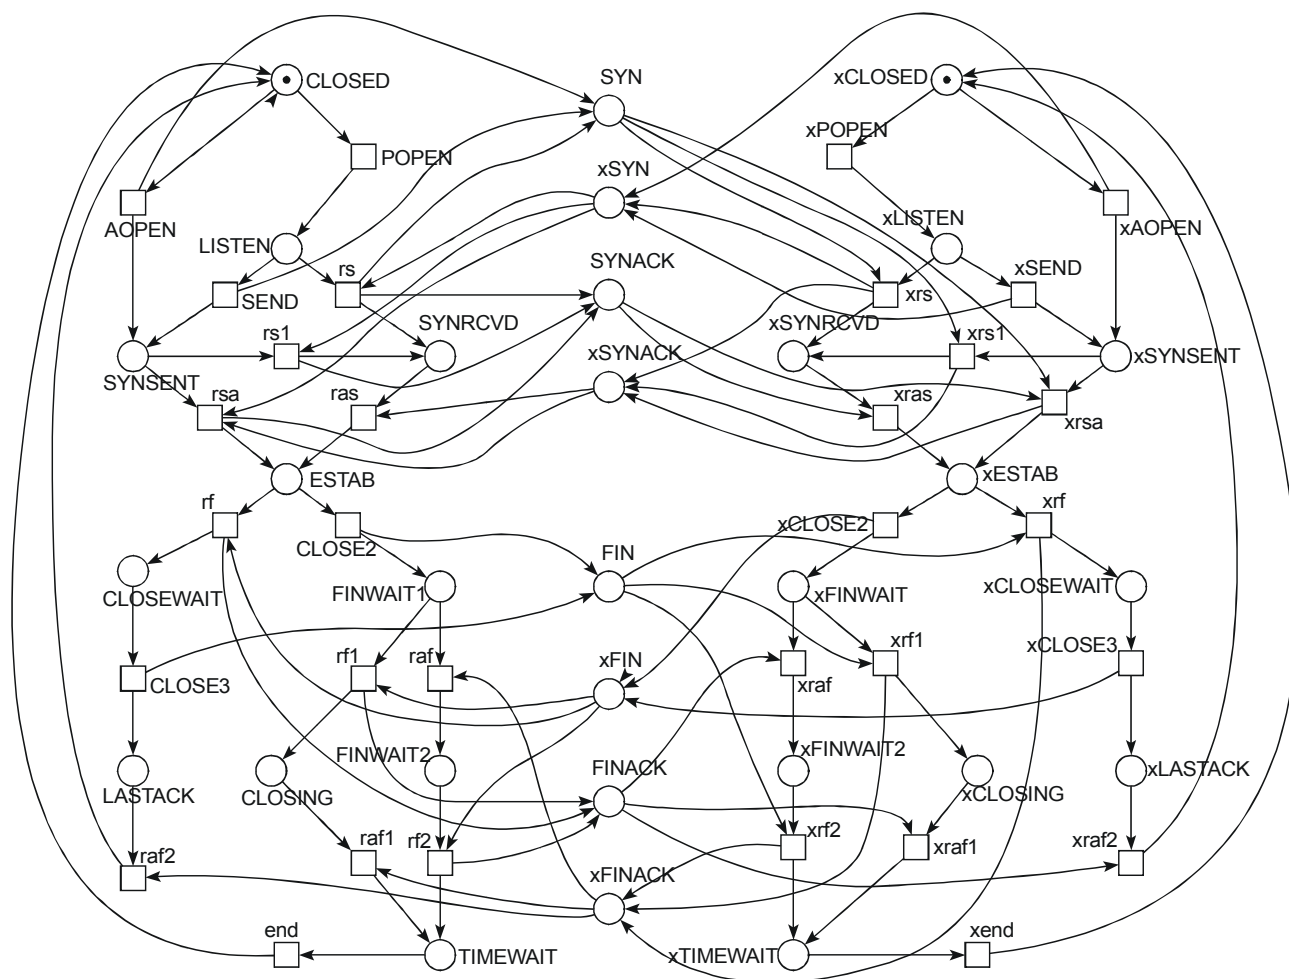 SYN
CLOSED
xCLOSED
POPEN
xPOPEN
xSYN
AOPEN
LISTEN
xLISTEN
xAOPEN
rs
SYNACK
xSEND
SEND
xrs
rs1
SYNRCVD
xSYNRCVD
xrs1
SYNSENT
xSYNACK
xSYNSENT
rsa
ras
xras
xrsa
ESTAB
xESTAB
rf
CLOSE2
xCLOSE2
xrf
FIN
CLOSEWAIT
FINWAIT1
xFINWAIT
xCLOSEWAIT
rf1
raf
xFIN
xraf
xrf1
xCLOSE3
CLOSE3
FINWAIT2
xFINWAIT2
LASTACK
CLOSING
FINACK
xCLOSING
xLASTACK
raf2
raf1
rf2
xrf2
xraf1
xraf2
xFINACK
end
TIMEWAIT
xTIMEWAIT
xend